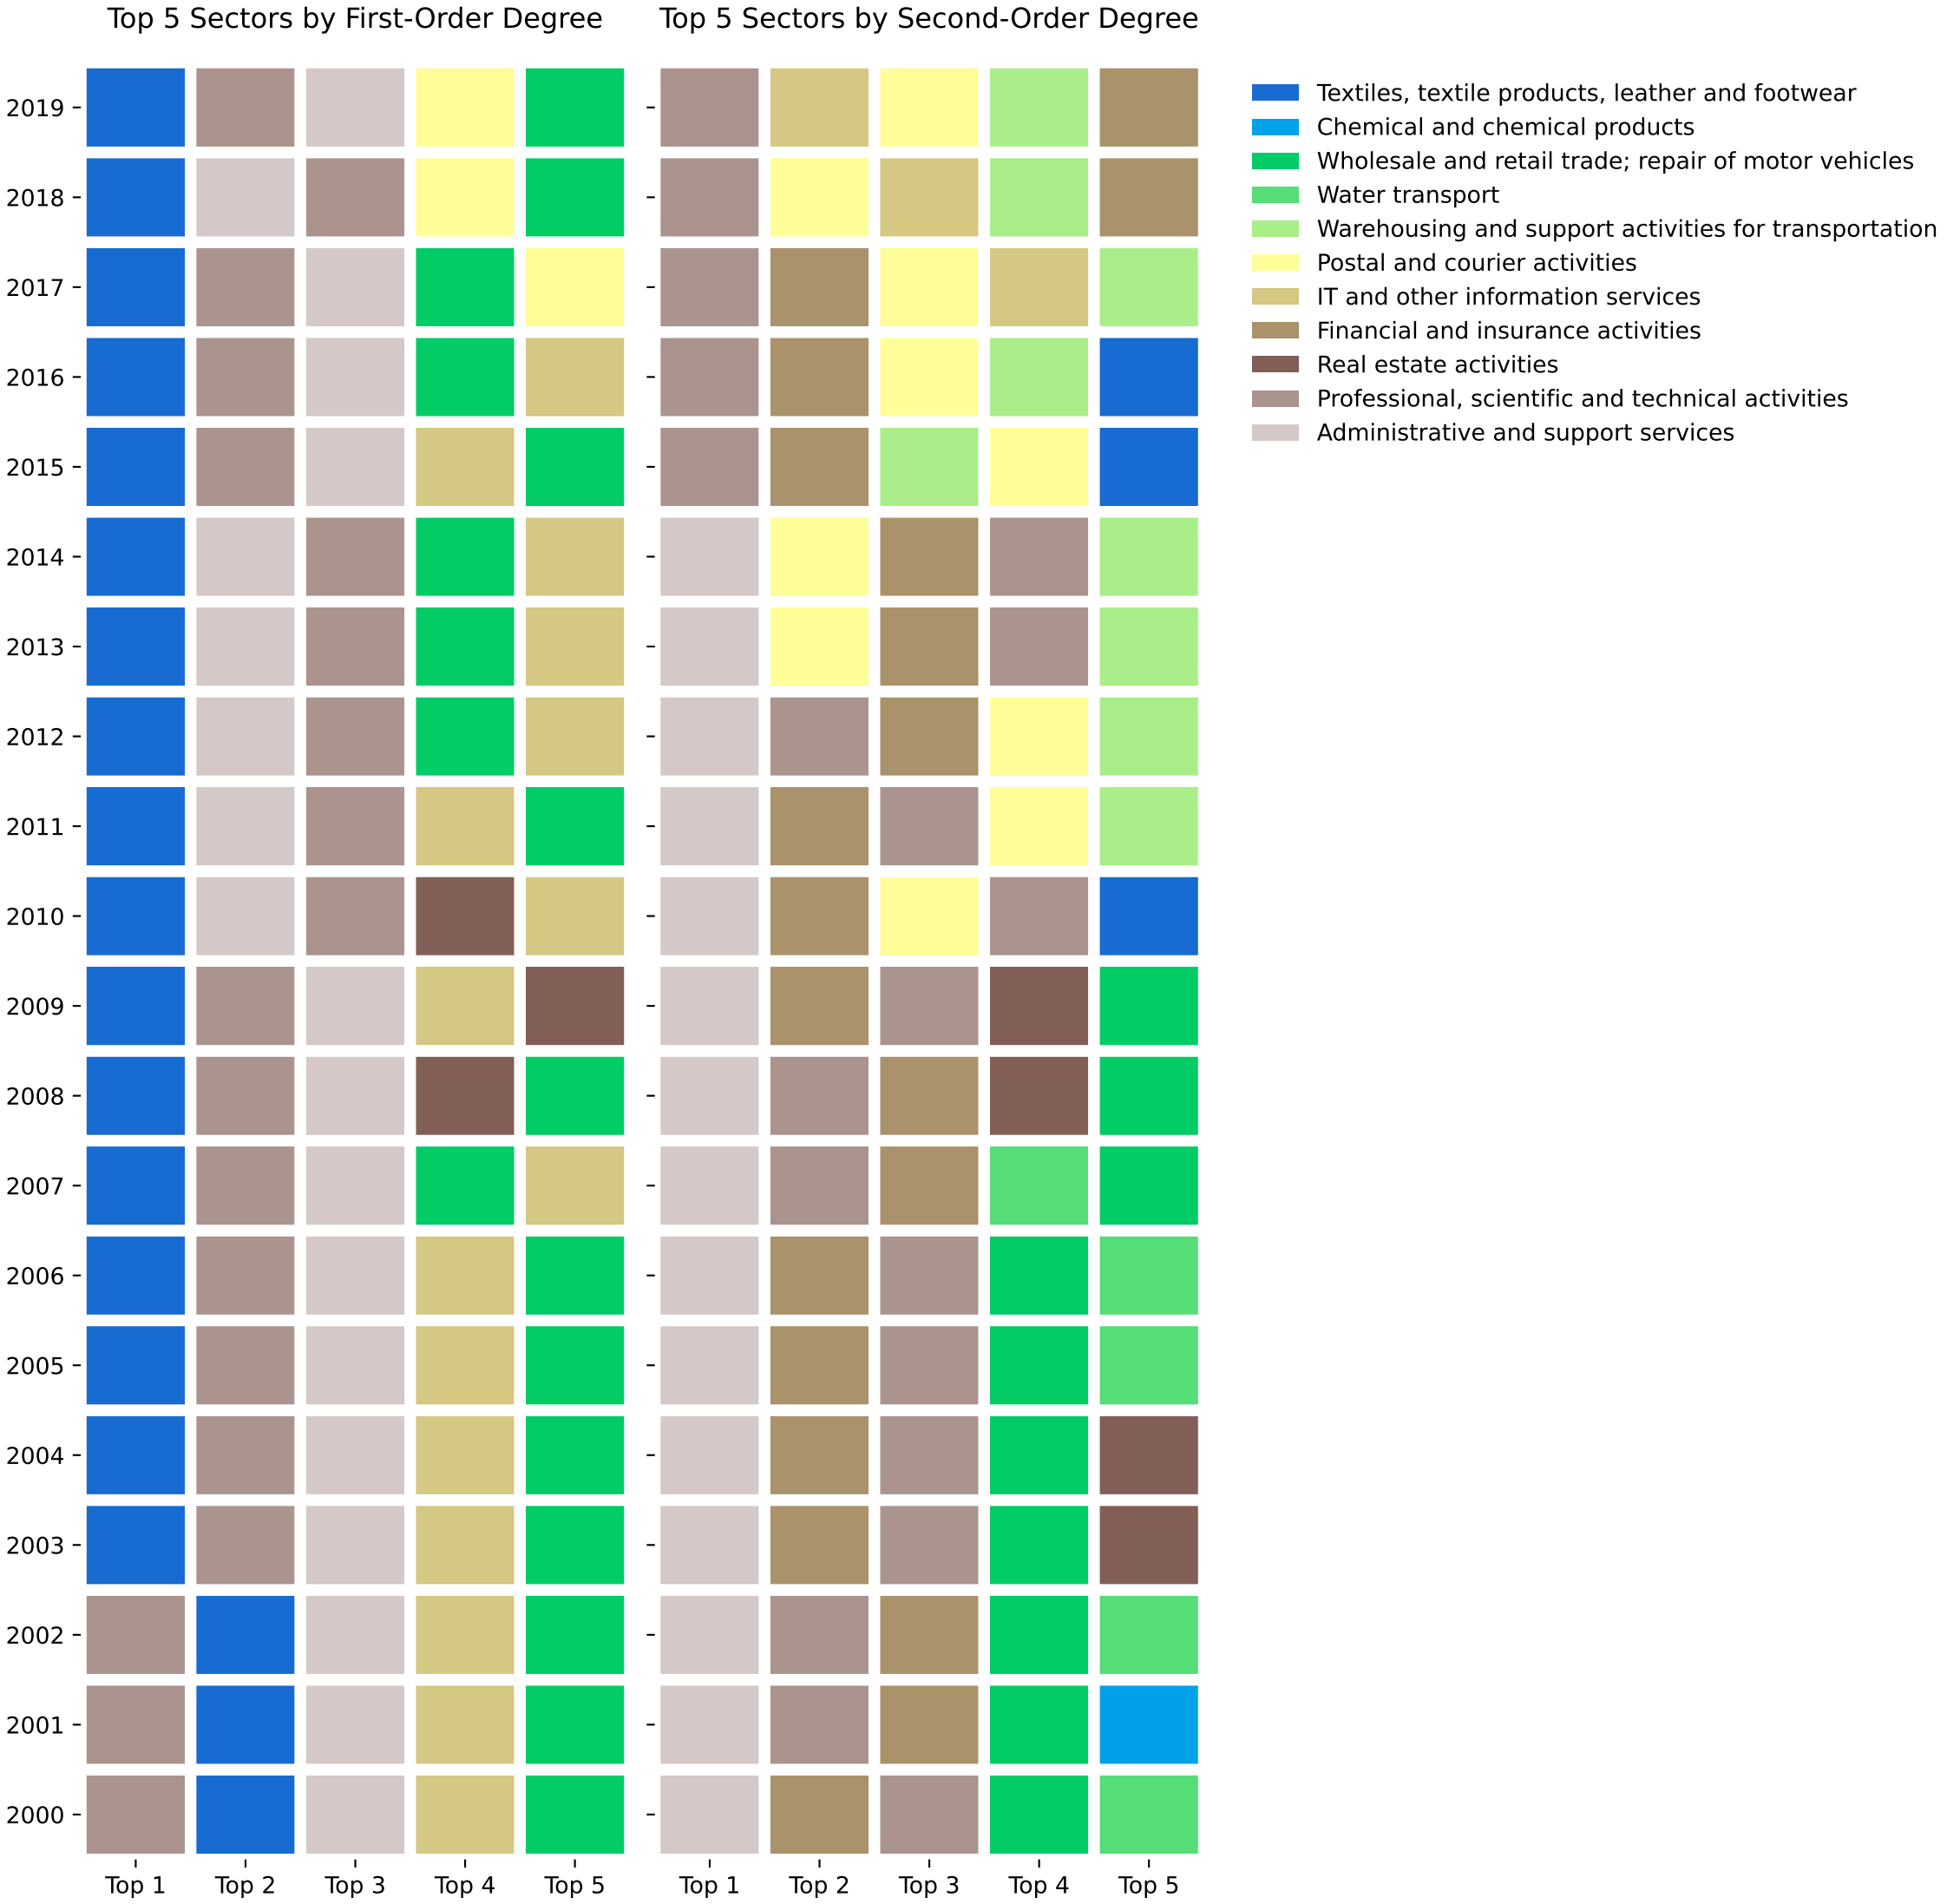 Top 5 Sectors by First-Order Degree
Top 5 Sectors by Second-Order Degree
2019
2018
2017
2016
2015
2014
2013
2012
2011
2010
2009
2008
2007
2006
2005
2004
2003
2002
2001
2000
Top 1 Top 2 Top 3 Top 4 Top 5
Top 1 Top 2 Top 3 Top 4 Top 5
Textiles, textile products, leather and footwear
Chemical and chemical products
Wholesale and retail trade; repair of motor vehicles
Water transport
Warehousing and support activities for transportation
Postal and courier activities
IT and other information services
Financial and insurance activities
Real estate activities
Professional, scientific and technical activities
Administrative and support services